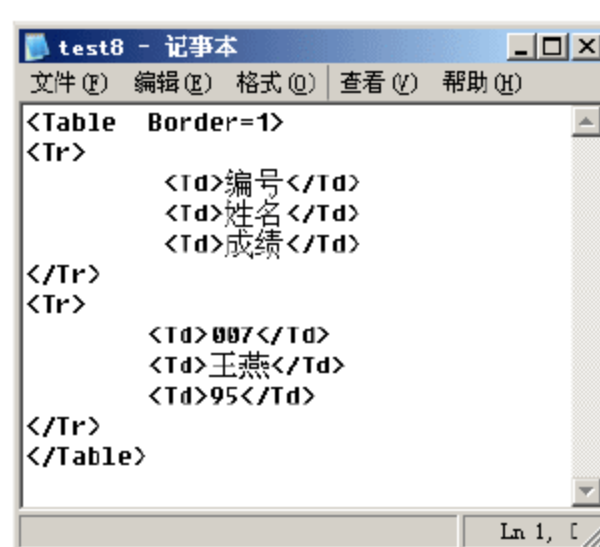 test8 - 记事本
文件(F) 编辑(E) 格式(O) 查看(V) 帮助(H)
<Table  Border=1>
<Tr>
<Td>编号</Td>
<Td>姓名</Td>
<Td>成绩</Td>
</Tr>
<Tr>
<Td>007</Td>
<Td>王燕</Td>
<Td>95</Td>
</Tr>
</Table>
Ln 1,